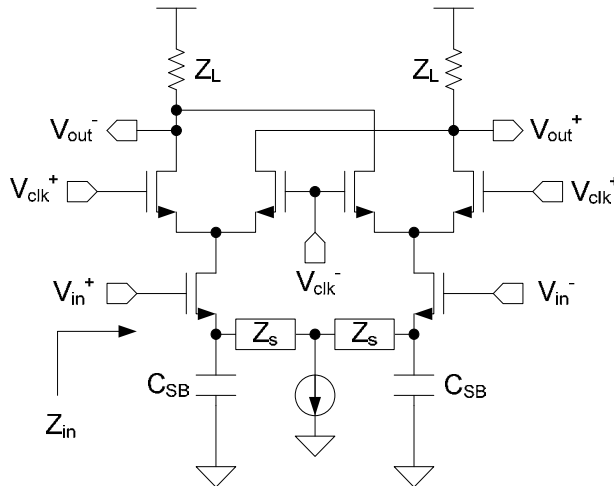 Z_L Z_L
V_out^- V_out^+
V_clk^+ V_clk^+
V_clk^-
V_in^+ V_in^-
Z_s Z_s
C_SB C_SB
Z_in